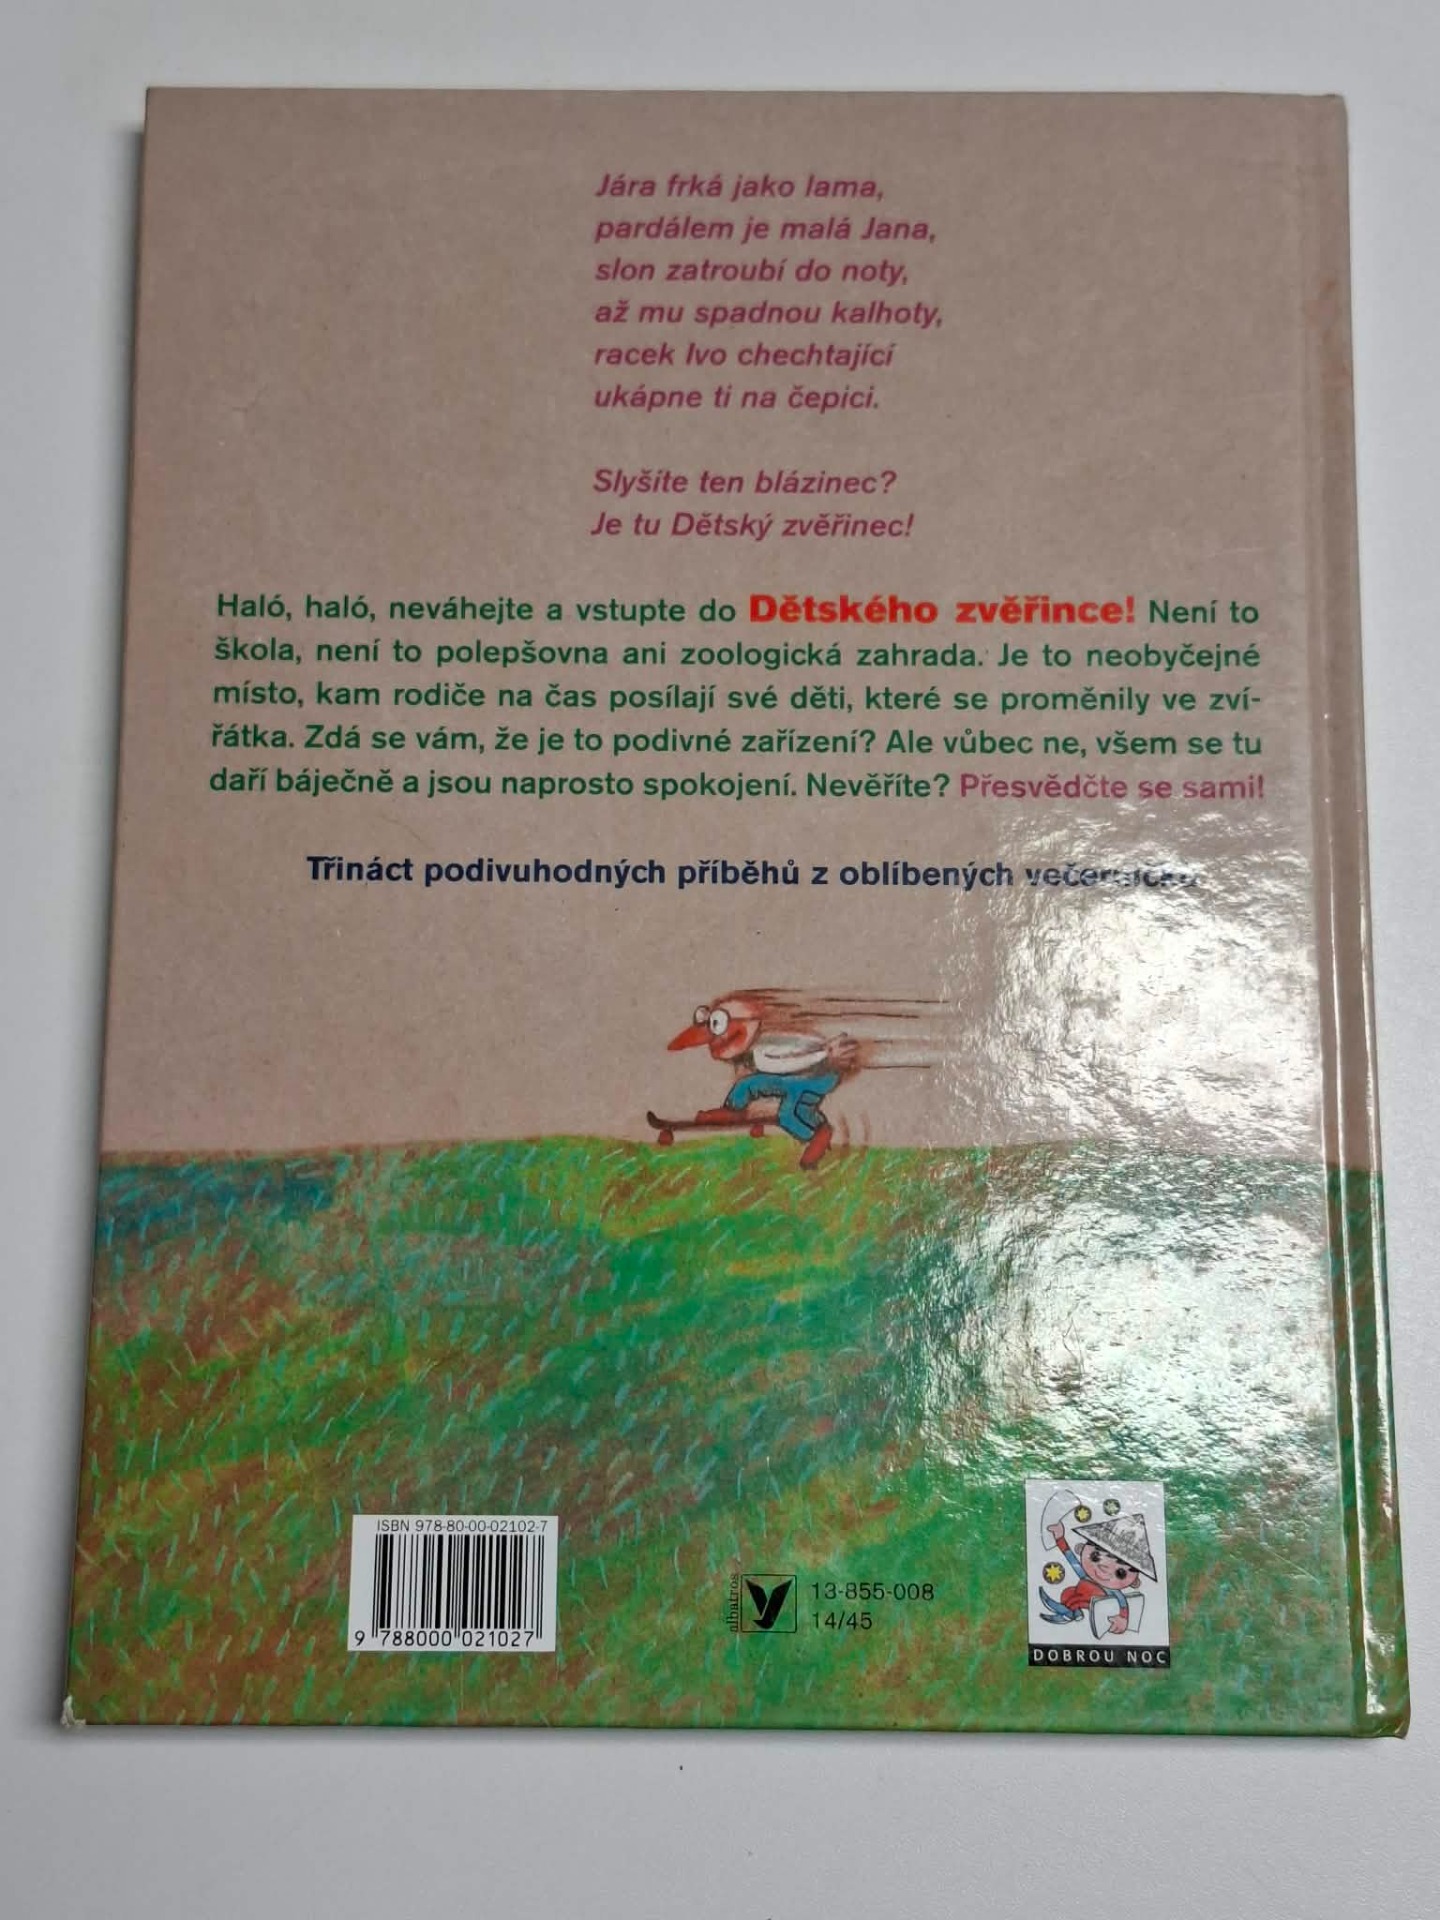 Jára frká jako lama,
pardálem je malá Jana,
slon zatroubí do noty,
až mu spadnou kalhoty,
racek Ivo chechtající
ukápne ti na čepici.
Slyšíte ten blázinec?
Je tu Dětský zvěřinec!
Haló, haló, neváhejte a vstupte do Dětského zvěřince! Není to
škola, není to polepšovna ani zoologická zahrada. Je to neobyčejné
místo, kam rodiče na čas posílají své děti, které se proměnily ve zví-
řátka. Zdá se vám, že je to podivné zařízení? Ale vůbec ne, všem se tu
daří báječně a jsou naprosto spokojení. Nevěříte? Přesvědčte se sami!
Třináct podivuhodných příběhů z oblíbených večerníčků
ISBN 978-80-00-02102-7
9 788000 021027
albatros
13-855-008
14/45
DOBROU NOC